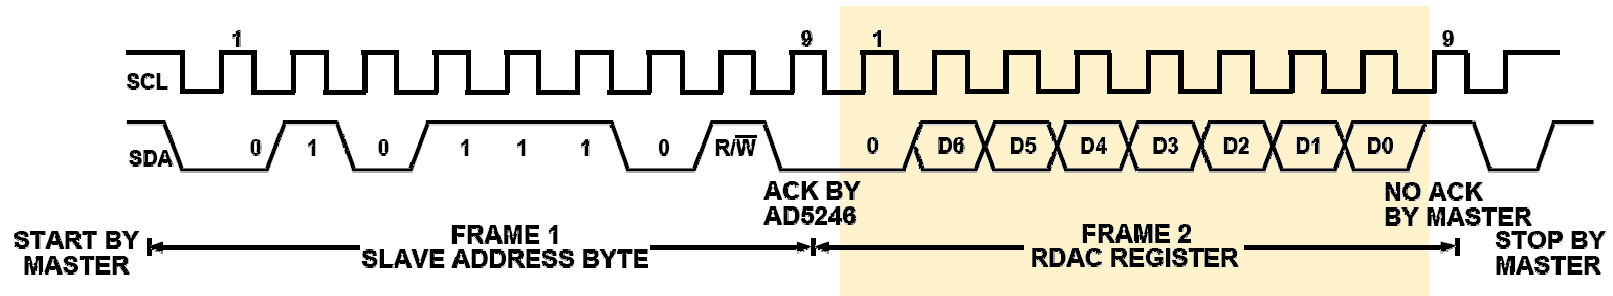 1 9 1 9
SCL
SDA 0 1 0 1 1 1 0 R/W̅ 0 D6 D5 D4 D3 D2 D1 D0
ACK BY
AD5246
NO ACK
BY MASTER
START BY
MASTER
FRAME 1
SLAVE ADDRESS BYTE
FRAME 2
RDAC REGISTER
STOP BY
MASTER